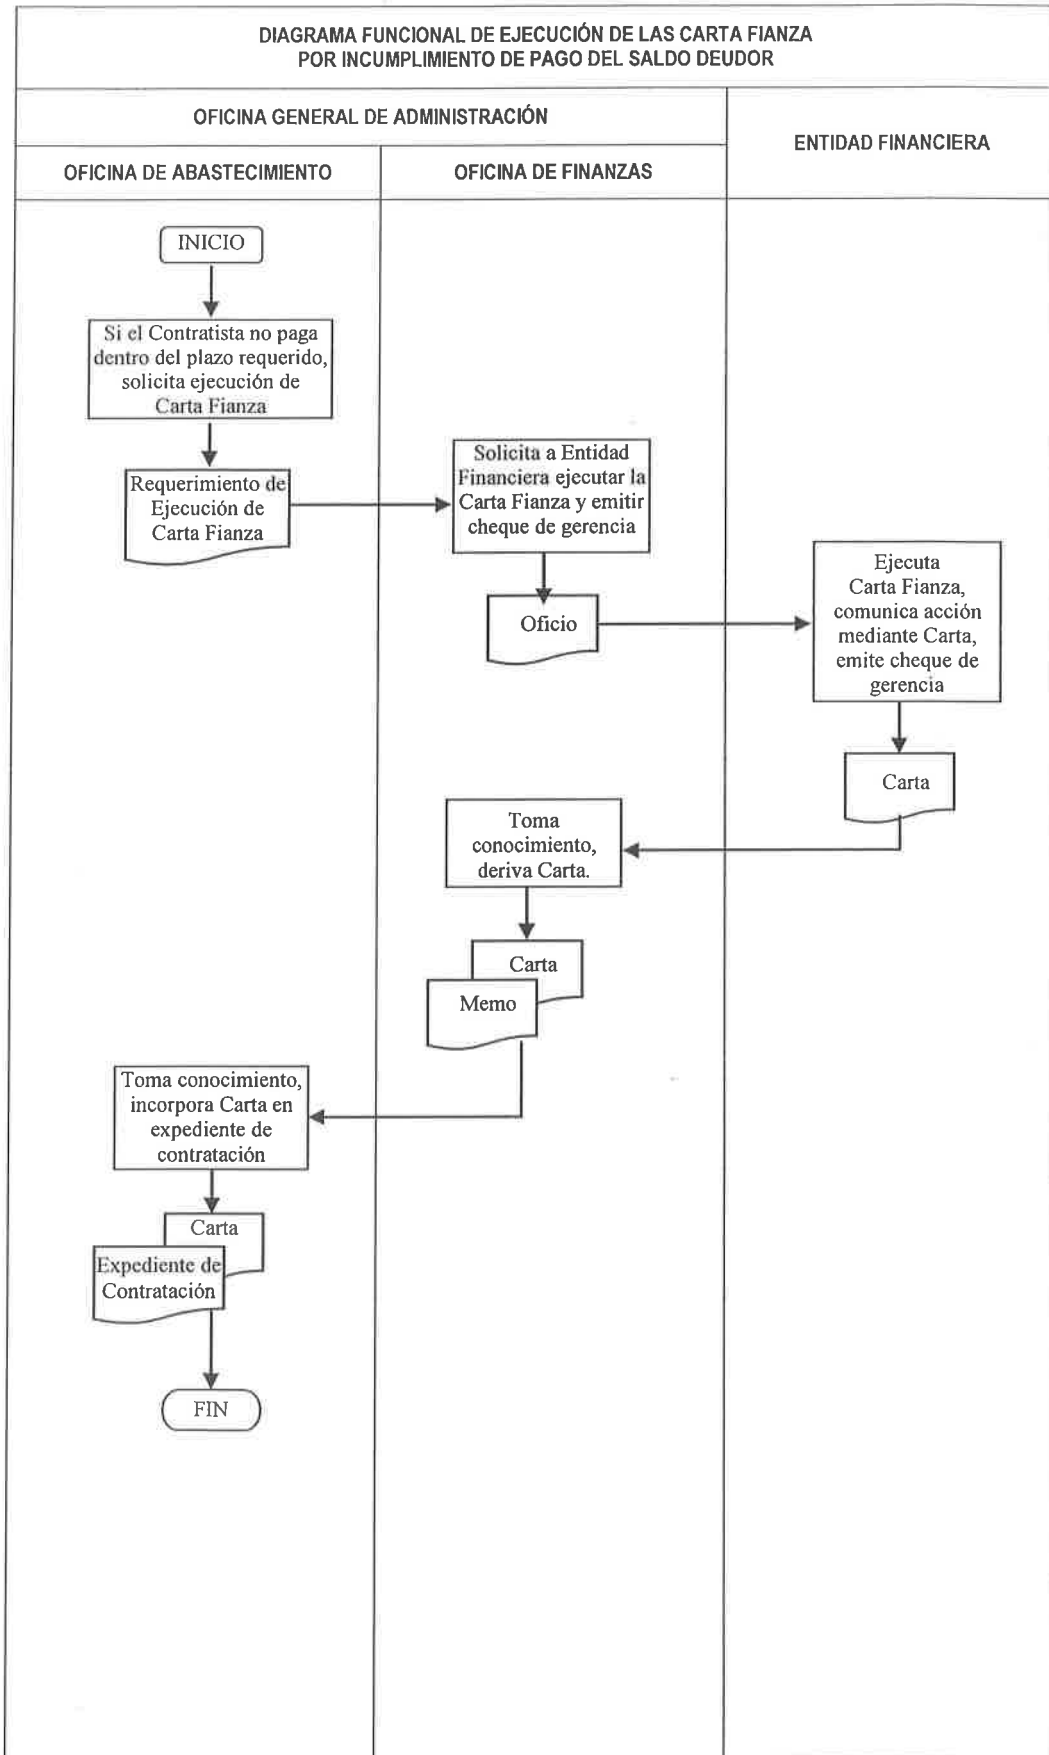 DIAGRAMA FUNCIONAL DE EJECUCIÓN DE LAS CARTA FIANZA
POR INCUMPLIMIENTO DE PAGO DEL SALDO DEUDOR
OFICINA GENERAL DE ADMINISTRACIÓN
ENTIDAD FINANCIERA
OFICINA DE ABASTECIMIENTO
OFICINA DE FINANZAS
INICIO
Si el Contratista no paga
dentro del plazo requerido,
solicita ejecución de
Carta Fianza
Requerimiento de
Ejecución de
Carta Fianza
Solicita a Entidad
Financiera ejecutar la
Carta Fianza y emitir
cheque de gerencia
Oficio
Ejecuta
Carta Fianza,
comunica acción
mediante Carta,
emite cheque de
gerencia
Carta
Toma
conocimiento,
deriva Carta.
Carta
Memo
Toma conocimiento,
incorpora Carta en
expediente de
contratación
Carta
Expediente de
Contratación
FIN